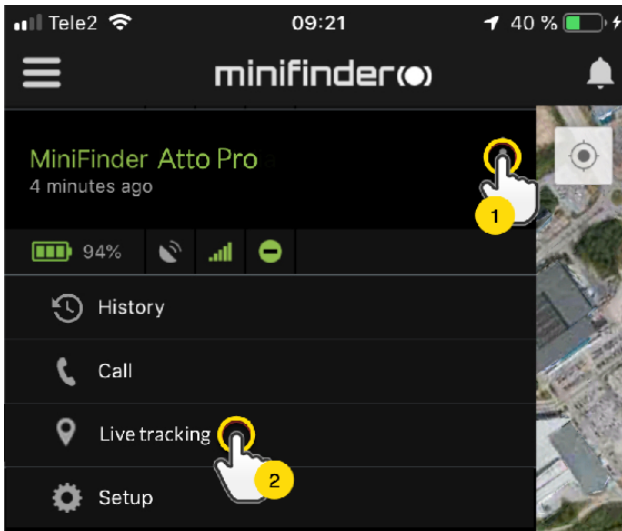 Tele2 09:21 40 %
minifinder
MiniFinder Atto Pro
4 minutes ago
1
94%
History
Call
Live tracking
2
Setup